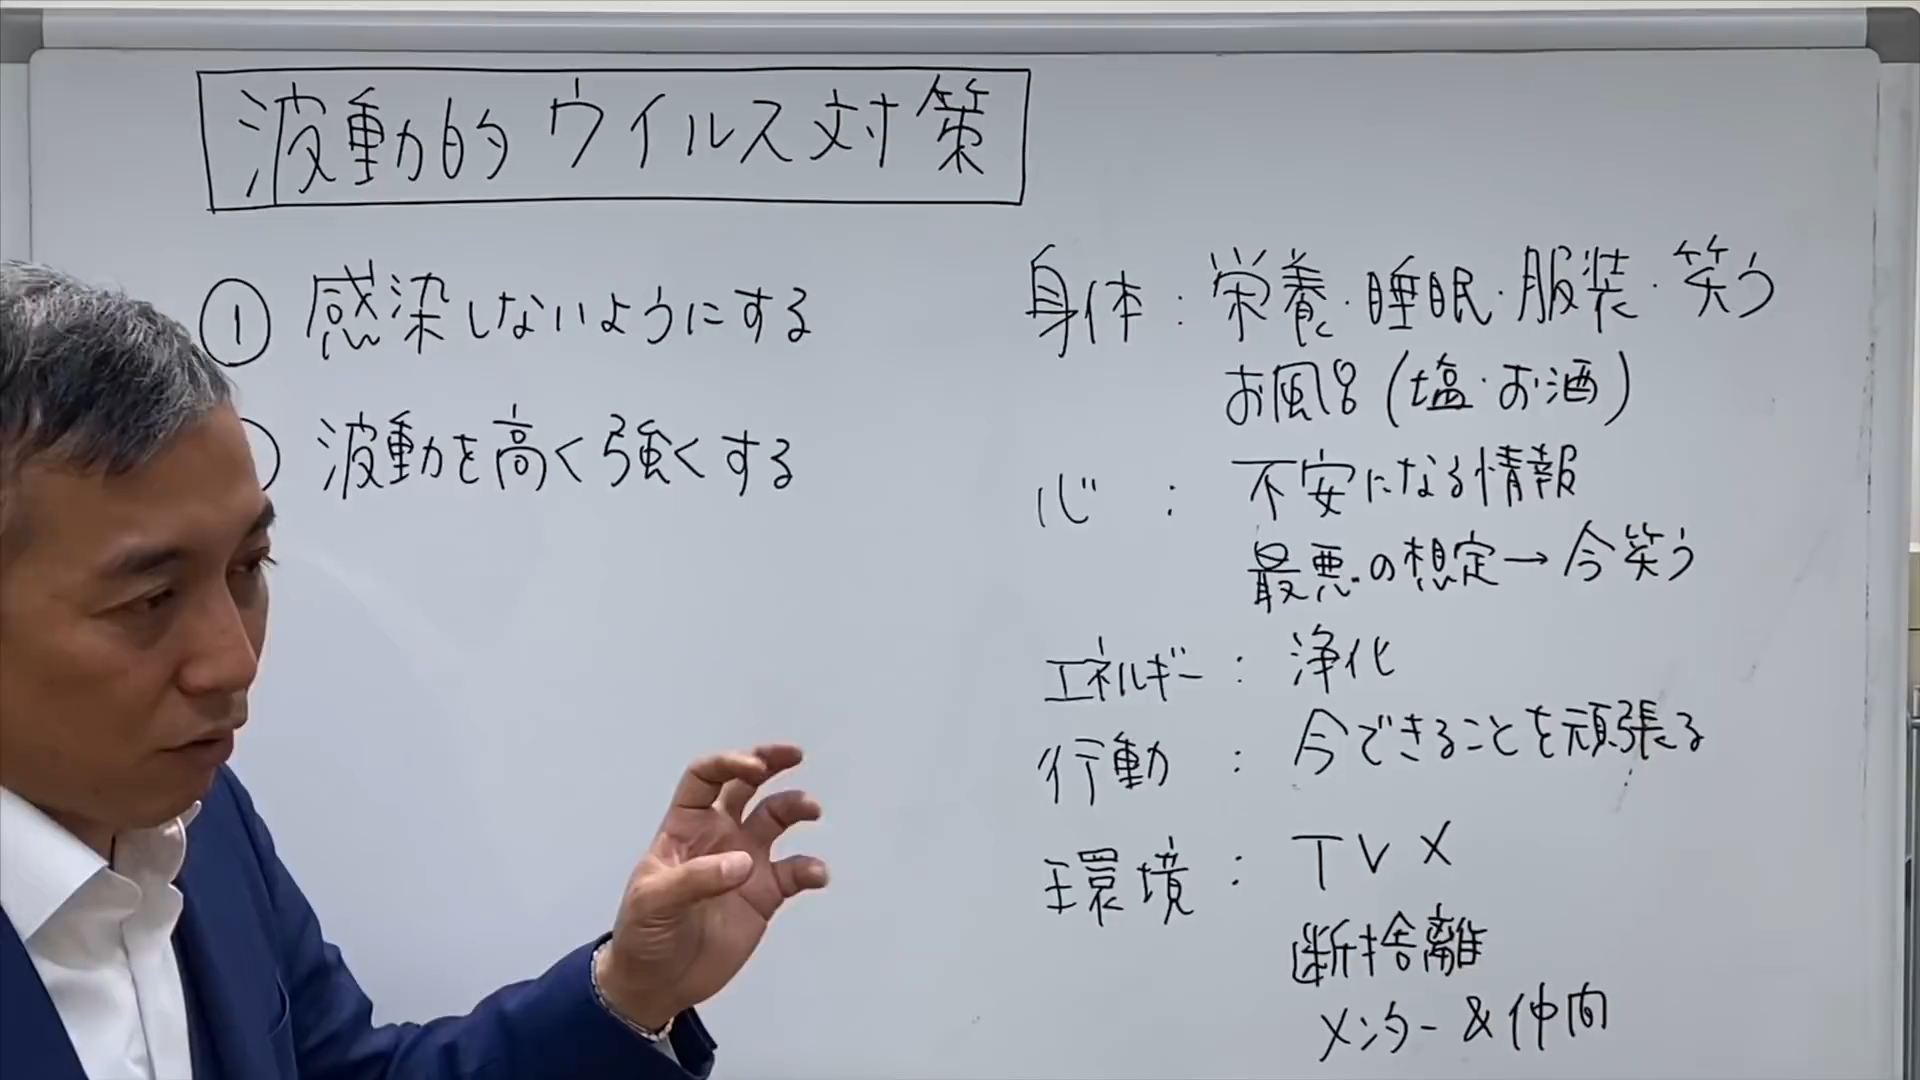 波動的ウイルス対策
① 感染しないようにする
波動を高く強くする
身体：栄養・睡眠・服装・笑う
お風呂（塩・お酒）
心：不安になる情報
最悪の想定→今笑う
エネルギー：浄化
行動：今できることを頑張る
環境：TV X
断捨離
メンター&仲間